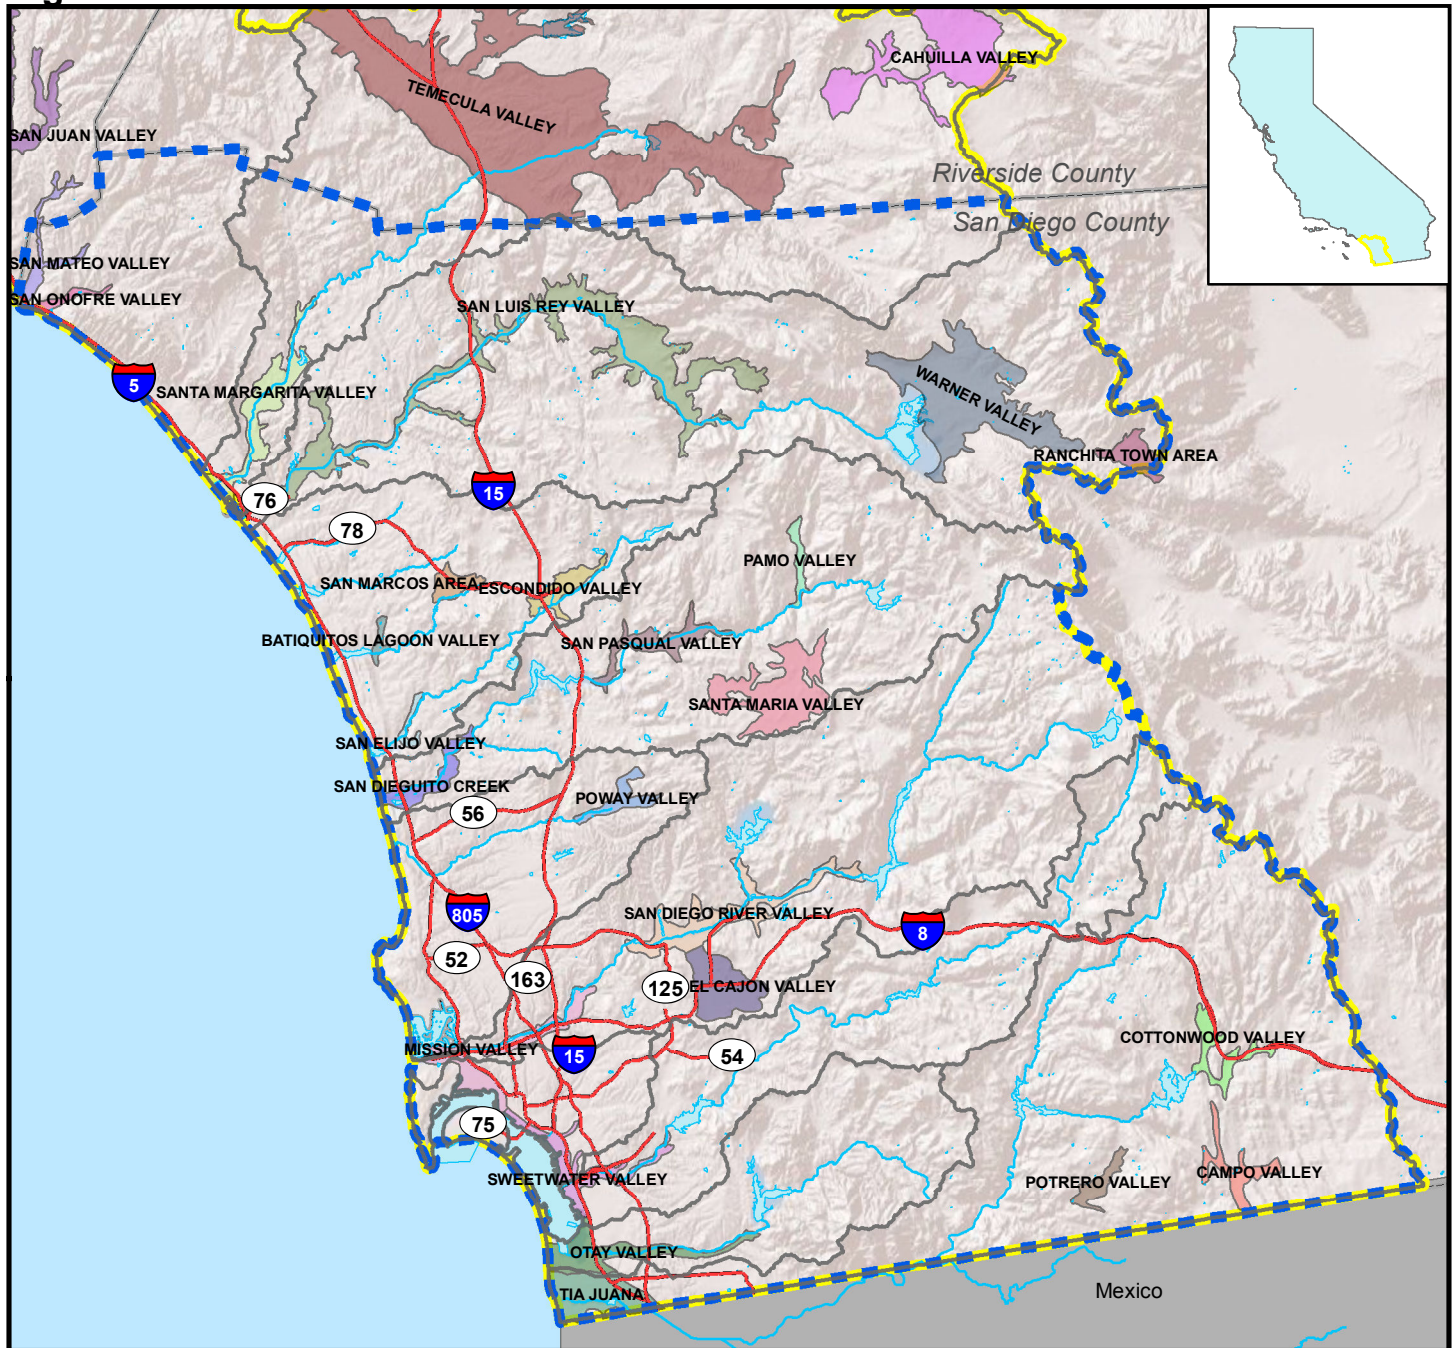 CAHUILLA VALLEY
TEMECULA VALLEY
SAN JUAN VALLEY
Riverside County
San Diego County
SAN MATEO VALLEY
SAN ONOFRE VALLEY
SAN LUIS REY VALLEY
5
SANTA MARGARITA VALLEY
WARNER VALLEY
RANCHITA TOWN AREA
76
15
78
PAMO VALLEY
SAN MARCOS AREA
ESCONDIDO VALLEY
BATIQUITOS LAGOON VALLEY
SAN PASQUAL VALLEY
SANTA MARIA VALLEY
SAN ELIJO VALLEY
SAN DIEGUITO CREEK
POWAY VALLEY
56
805
SAN DIEGO RIVER VALLEY
8
52
163
125
EL CAJON VALLEY
COTTONWOOD VALLEY
MISSION VALLEY
15
54
75
SWEETWATER VALLEY
POTRERO VALLEY
CAMPO VALLEY
OTAY VALLEY
TIA JUANA
Mexico